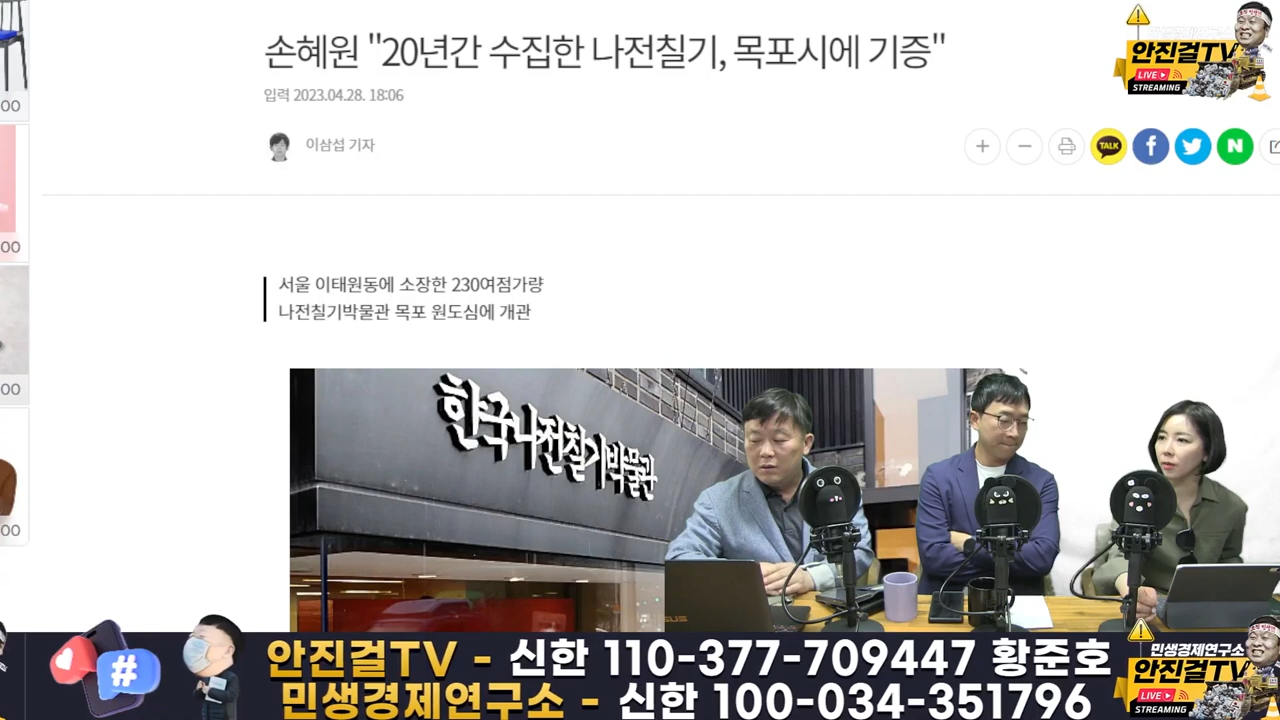 손혜원 "20년간 수집한 나전칠기, 목포시에 기증"
입력 2023.04.28. 18:06
이삼섭 기자
TALK
f
N
00
00
00
00
서울 이태원동에 소장한 230여점가량
나전칠기박물관 목포 원도심에 개관
한국나전칠기박물관
안진걸TV
LIVE
STREAMING
안진걸TV - 신한 110-377-709447 황준호
민생경제연구소 - 신한 100-034-351796
#
민생경제연구소
안진걸TV
LIVE
STREAMING